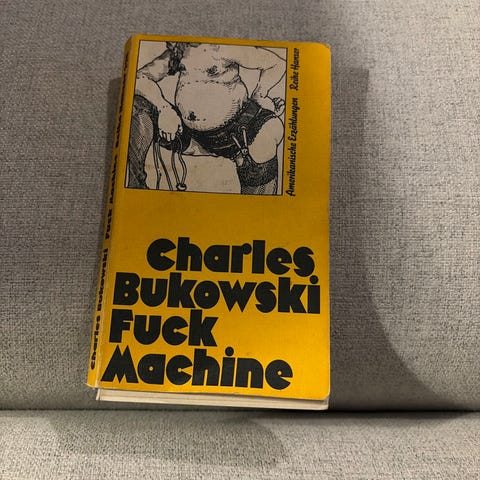 Amerikanische Erzählungen Reihe Hanser
Charles
Bukowski
Fuck
Machine
Charles Bukowski Fuck Machine